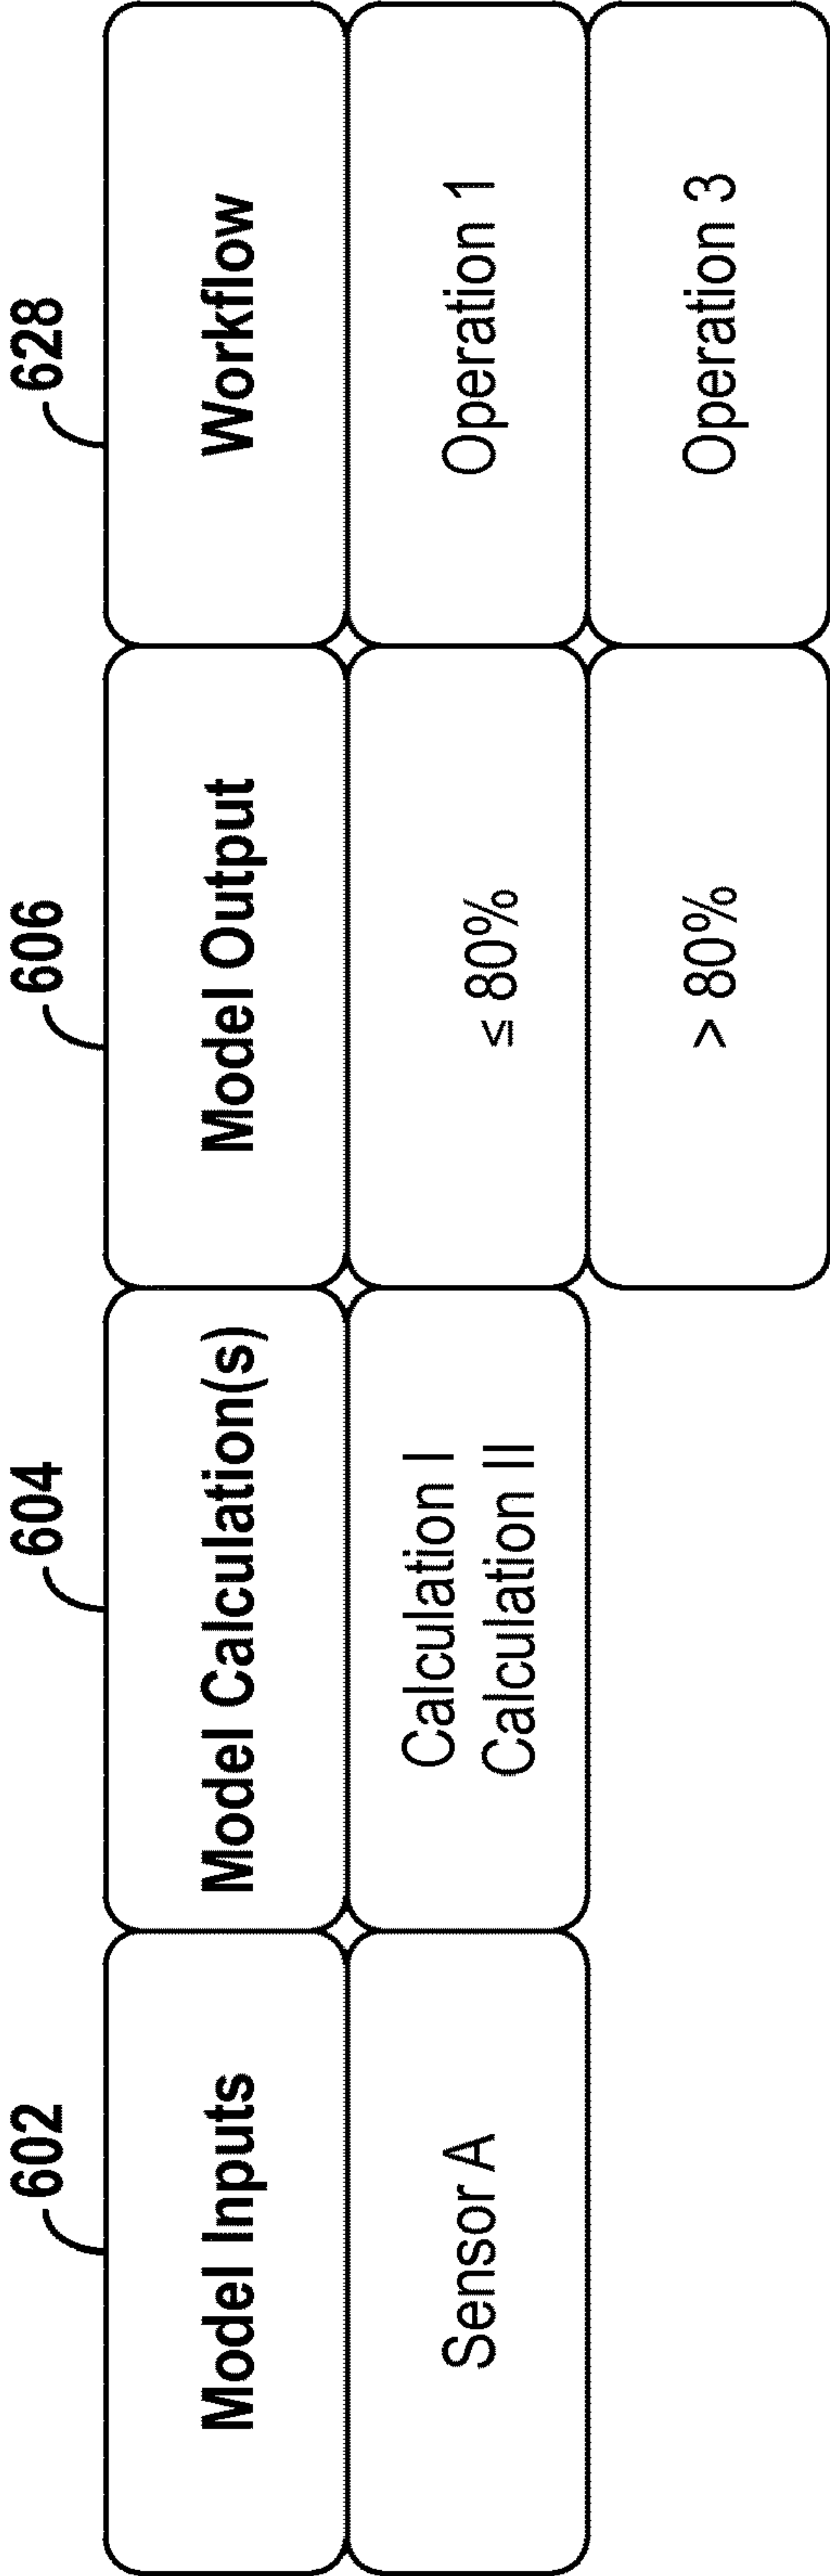 602
604
606
628
Model Inputs
Model Calculation(s)
Model Output
Workflow
Sensor A
Calculation I
Calculation II
≤ 80%
Operation 1
> 80%
Operation 3